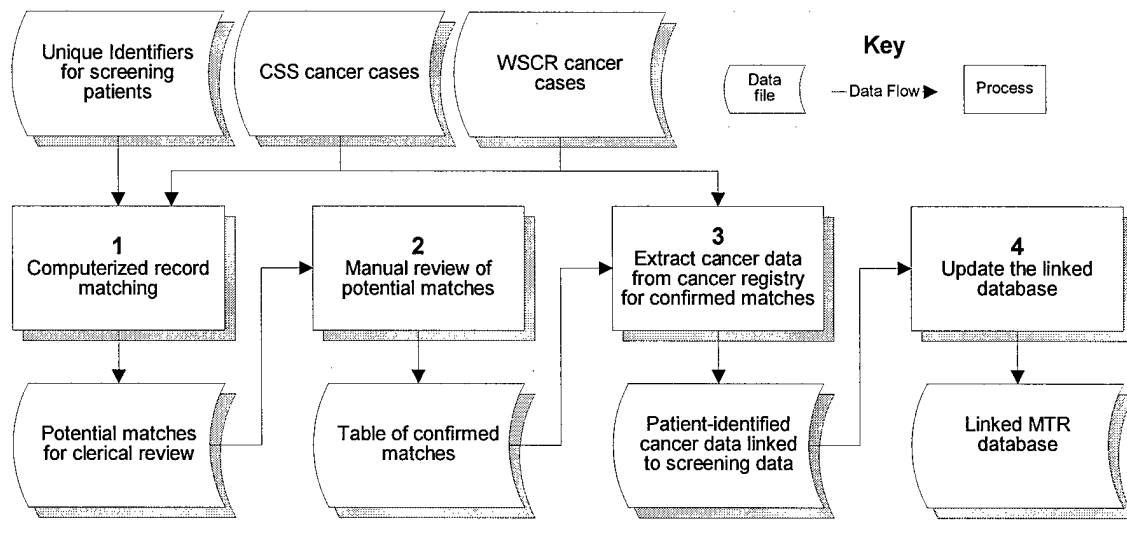 Unique Identifiers
for screening
patients
CSS cancer cases
WSCR cancer
cases
Key
Data
file
Data Flow
Process
1
Computerized record
matching
2
Manual review of
potential matches
3
Extract cancer data
from cancer registry
for confirmed matches
4
Update the linked
database
Potential matches
for clerical review
Table of confirmed
matches
Patient-identified
cancer data linked
to screening data
Linked MTR
database